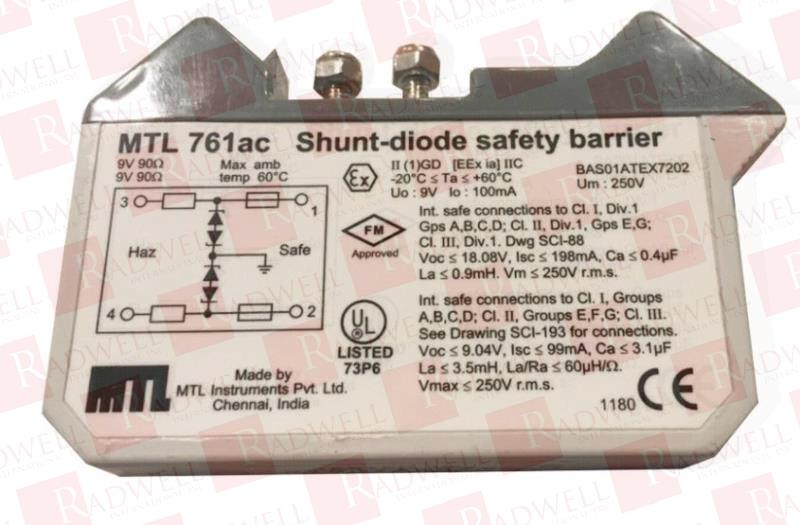 MTL 761ac Shunt-diode safety barrier
9V 90Ω
9V 90Ω
Max amb
temp 60°C
3
1
Haz
Safe
4
2
Ex
II (1)GD [EEx ia] IIC
-20°C ≤ Ta ≤ +60°C
Uo : 9V Io : 100mA
BAS01ATEX7202
Um : 250V
FM
Approved
Int. safe connections to Cl. I, Div.1
Gps A,B,C,D; Cl. II, Div.1, Gps E,G;
Cl. III, Div.1. Dwg SCI-88
Voc ≤ 18.08V, Isc ≤ 198mA, Ca ≤ 0.4µF
La ≤ 0.9mH. Vm ≤ 250V r.m.s.
UL
LISTED
73P6
Int. safe connections to Cl. I, Groups
A,B,C,D; Cl. II, Groups E,F,G; Cl. III.
See Drawing SCI-193 for connections.
Voc ≤ 9.04V, Isc ≤ 99mA, Ca ≤ 3.1µF
La ≤ 3.5mH, La/Ra ≤ 60µH/Ω.
Vmax ≤ 250V r.m.s.
MTL
Made by
MTL Instruments Pvt. Ltd.
Chennai, India
1180 CE
RADWELL
INTERNATIONAL, INC.